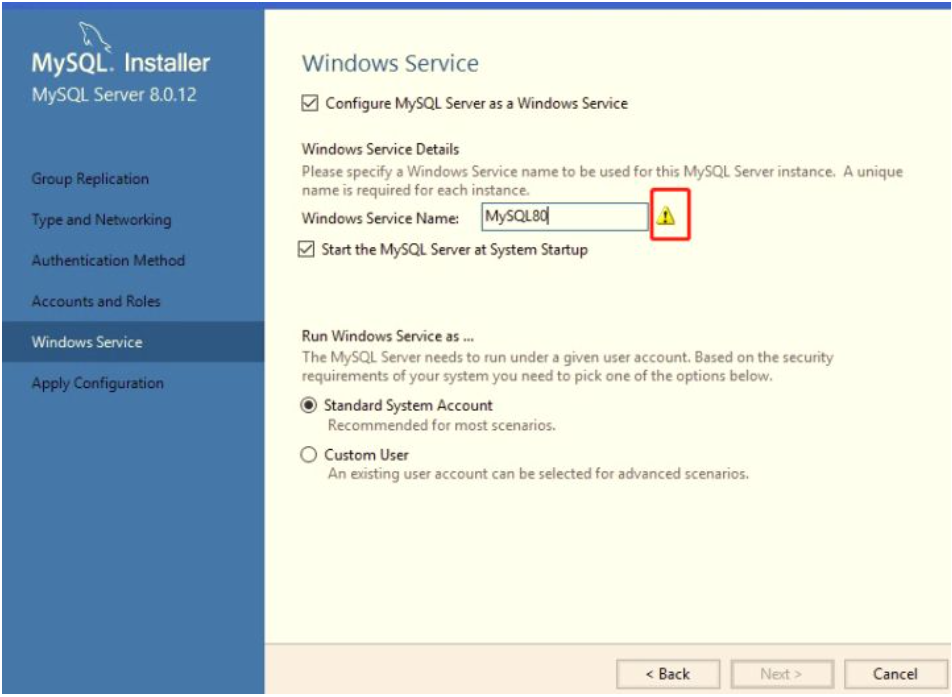 MySQL. Installer
MySQL Server 8.0.12
Group Replication
Type and Networking
Authentication Method
Accounts and Roles
Windows Service
Apply Configuration
Windows Service
Configure MySQL Server as a Windows Service
Windows Service Details
Please specify a Windows Service name to be used for this MySQL Server instance. A unique
name is required for each instance.
Windows Service Name: MySQL80
Start the MySQL Server at System Startup
Run Windows Service as ...
The MySQL Server needs to run under a given user account. Based on the security
requirements of your system you need to pick one of the options below.
Standard System Account
Recommended for most scenarios.
Custom User
An existing user account can be selected for advanced scenarios.
< Back Next > Cancel